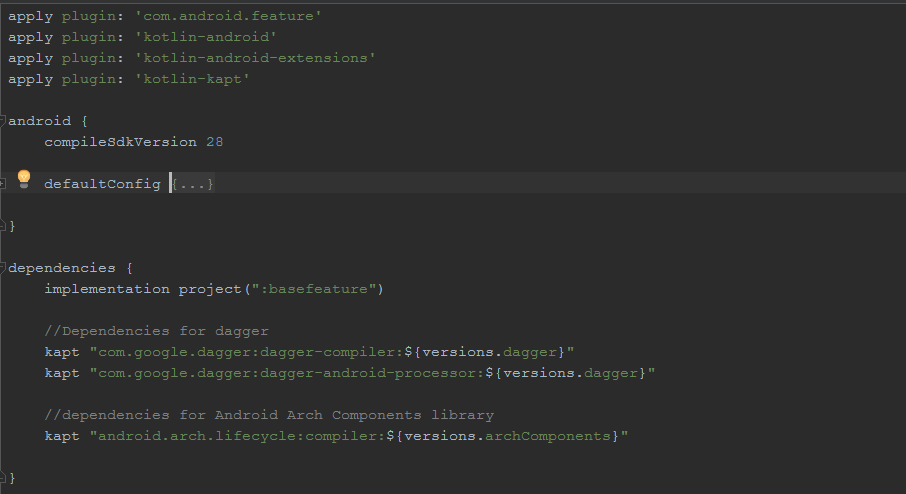 apply plugin: 'com.android.feature'
apply plugin: 'kotlin-android'
apply plugin: 'kotlin-android-extensions'
apply plugin: 'kotlin-kapt'
android {
compileSdkVersion 28
defaultConfig {...}
}
dependencies {
implementation project(":basefeature")
//Dependencies for dagger
kapt "com.google.dagger:dagger-compiler:${versions.dagger}"
kapt "com.google.dagger:dagger-android-processor:${versions.dagger}"
//dependencies for Android Arch Components library
kapt "android.arch.lifecycle:compiler:${versions.archComponents}"
}